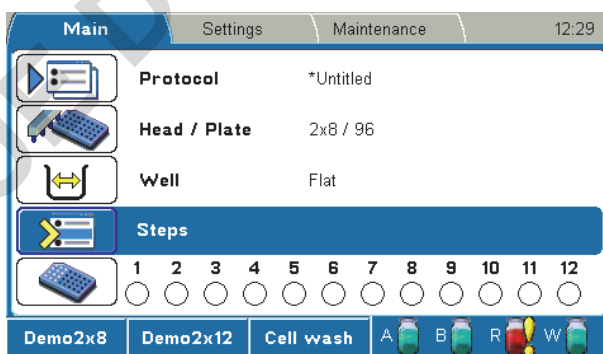 Main Settings Maintenance 12:29
Protocol *Untitled
Head / Plate 2x8 / 96
Well Flat
Steps
1 2 3 4 5 6 7 8 9 10 11 12
Demo2x8 Demo2x12 Cell wash A B R W